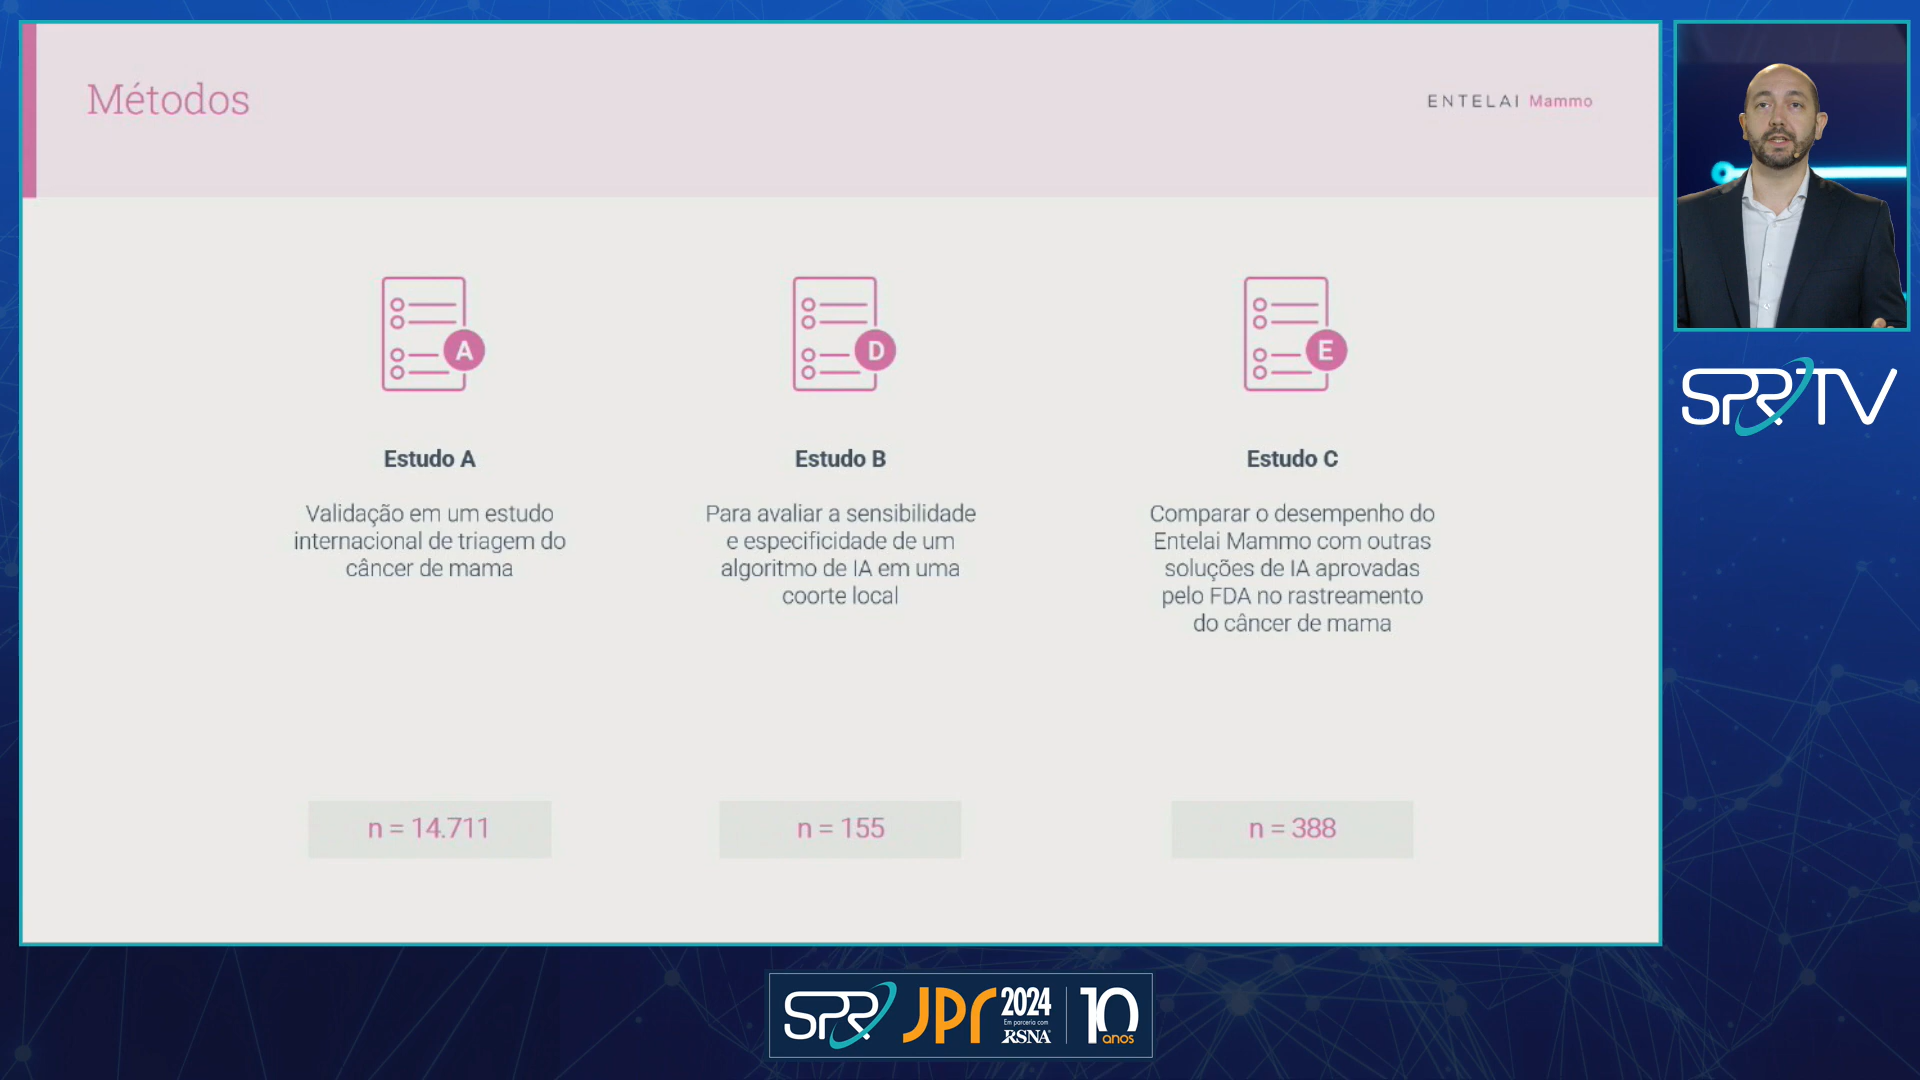 Métodos
ENTELAI Mammo
A
D
E
Estudo A
Validação em um estudo
internacional de triagem do
câncer de mama
n = 14.711
Estudo B
Para avaliar a sensibilidade
e especificidade de um
algoritmo de IA em uma
coorte local
n = 155
Estudo C
Comparar o desempenho do
Entelai Mammo com outras
soluções de IA aprovadas
pelo FDA no rastreamento
do câncer de mama
n = 388
SPR TV
SPR JPR 2024
Em parceria com
RSNA
10 anos